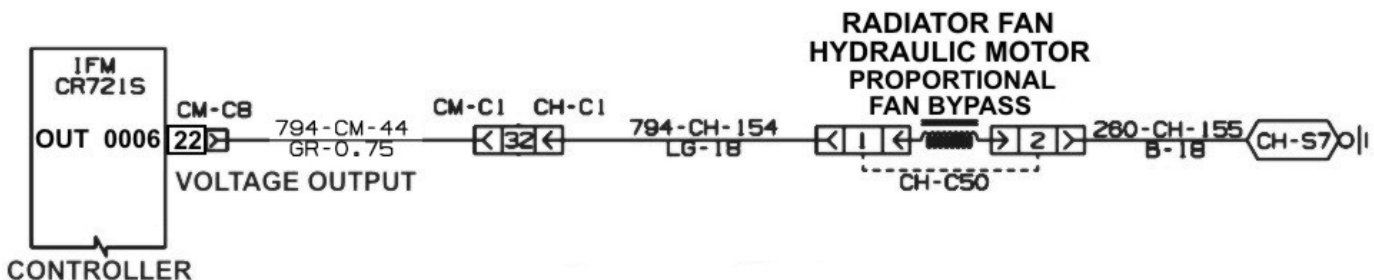 RADIATOR FAN
HYDRAULIC MOTOR
PROPORTIONAL
FAN BYPASS
IFM
CR721S
CM-C8
CM-C1 CH-C1
OUT 0006 22
794-CM-44
GR-0.75
32
794-CH-154
LG-18
1
2
260-CH-155
B-18
CH-S7
VOLTAGE OUTPUT
CH-C50
CONTROLLER